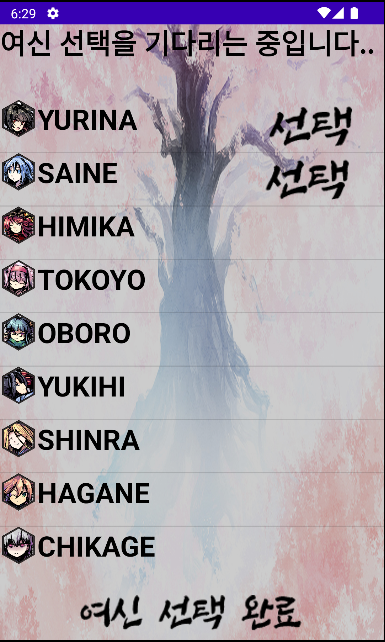 6:29
여신 선택을 기다리는 중입니다..
YURINA 선택
SAINE 선택
HIMIKA
TOKOYO
OBORO
YUKIHI
SHINRA
HAGANE
CHIKAGE
여신 선택 완료